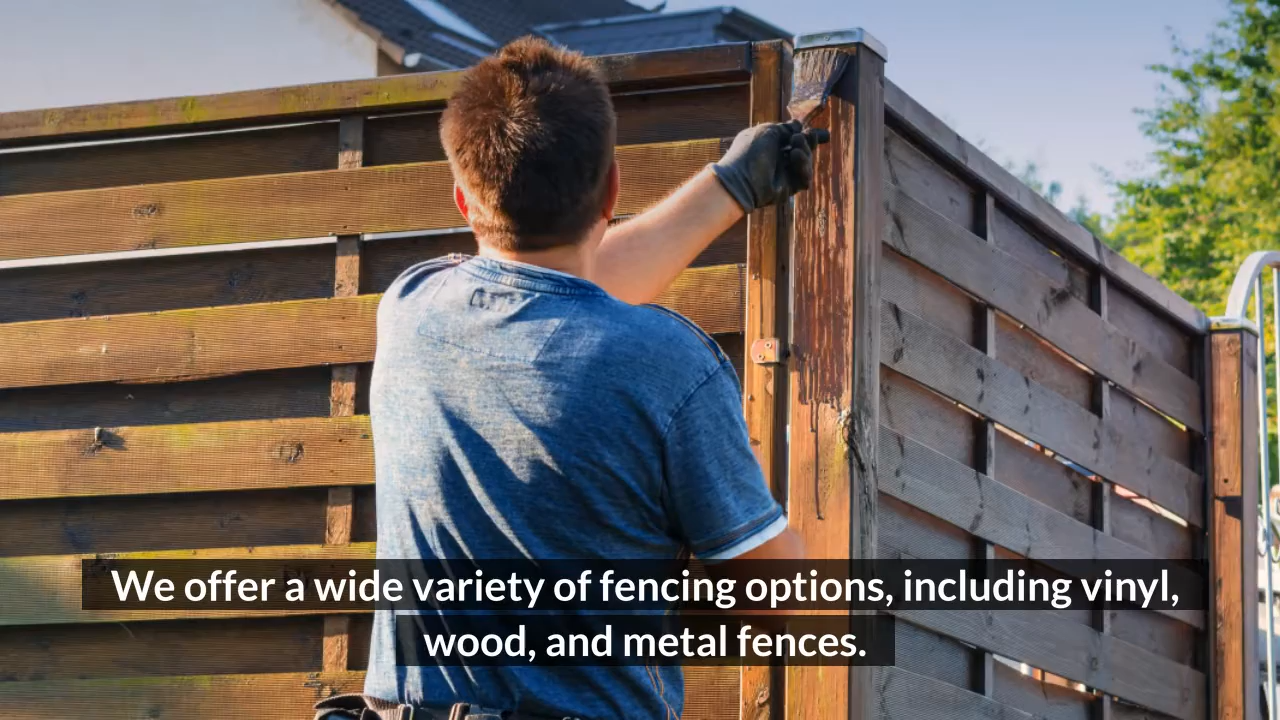 We offer a wide variety of fencing options, including vinyl,
wood, and metal fences.